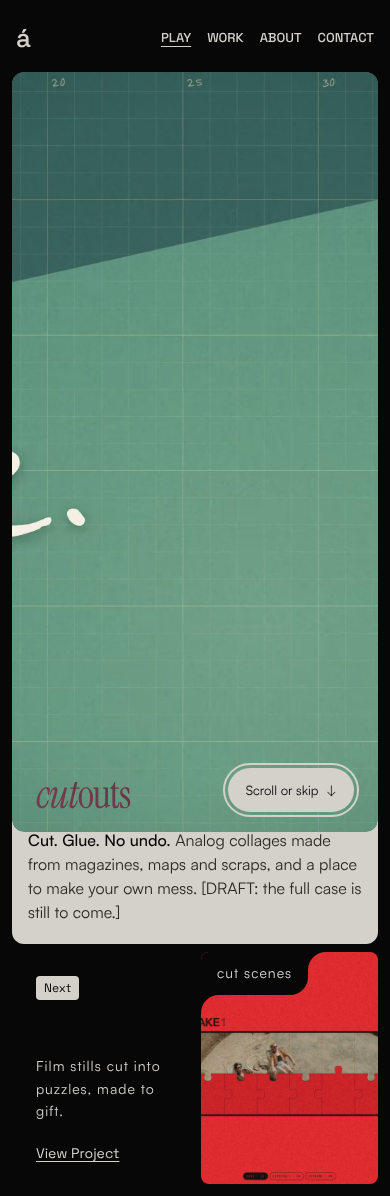 á
PLAY WORK ABOUT CONTACT
20 25 30
cutouts
Scroll or skip ↓
Cut. Glue. No undo. Analog collages made
from magazines, maps and scraps, and a place
to make your own mess. [DRAFT: the full case is
still to come.]
Next
cut scenes
AKE 1
Film stills cut into
puzzles, made to
gift.
View Project